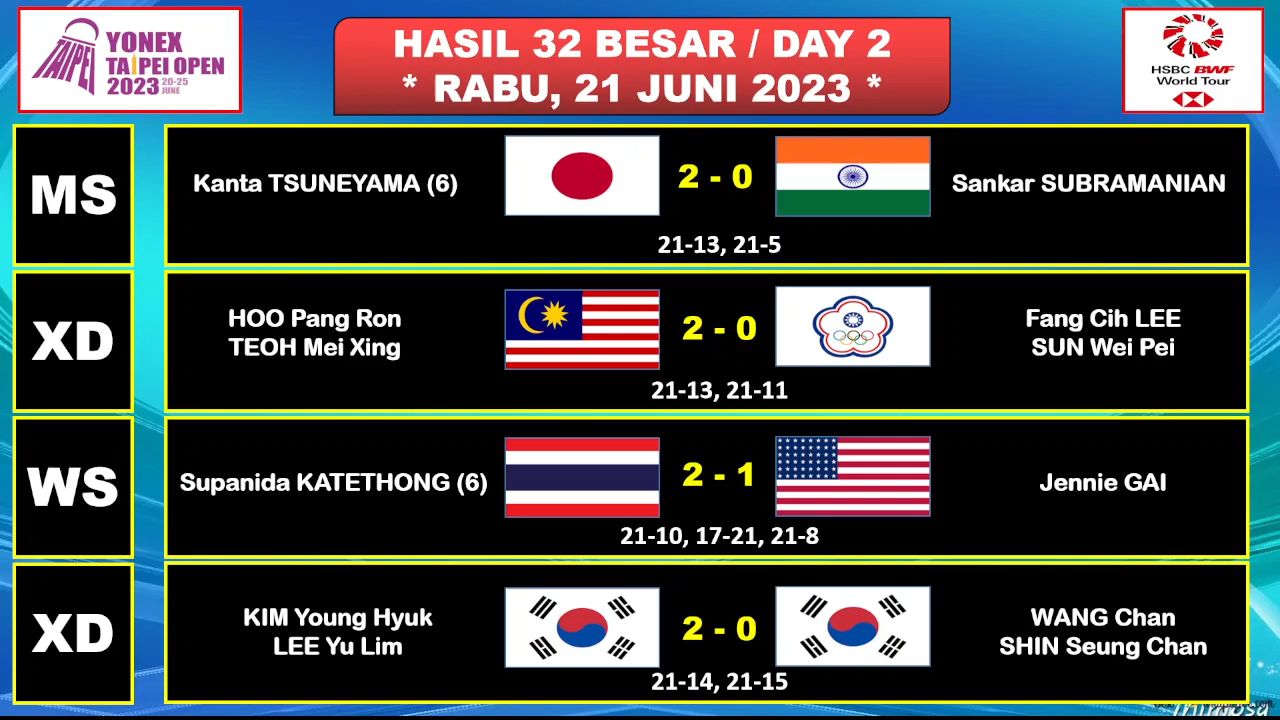 YONEX
TAIPEI OPEN
2023 20-25 JUNE
TAIPEI
HASIL 32 BESAR / DAY 2
* RABU, 21 JUNI 2023 *
HSBC BWF
World Tour
MS
Kanta TSUNEYAMA (6)
2 - 0
Sankar SUBRAMANIAN
21-13, 21-5
XD
HOO Pang Ron
TEOH Mei Xing
2 - 0
Fang Cih LEE
SUN Wei Pei
21-13, 21-11
WS
Supanida KATETHONG (6)
2 - 1
Jennie GAI
21-10, 17-21, 21-8
XD
KIM Young Hyuk
LEE Yu Lim
2 - 0
WANG Chan
SHIN Seung Chan
21-14, 21-15